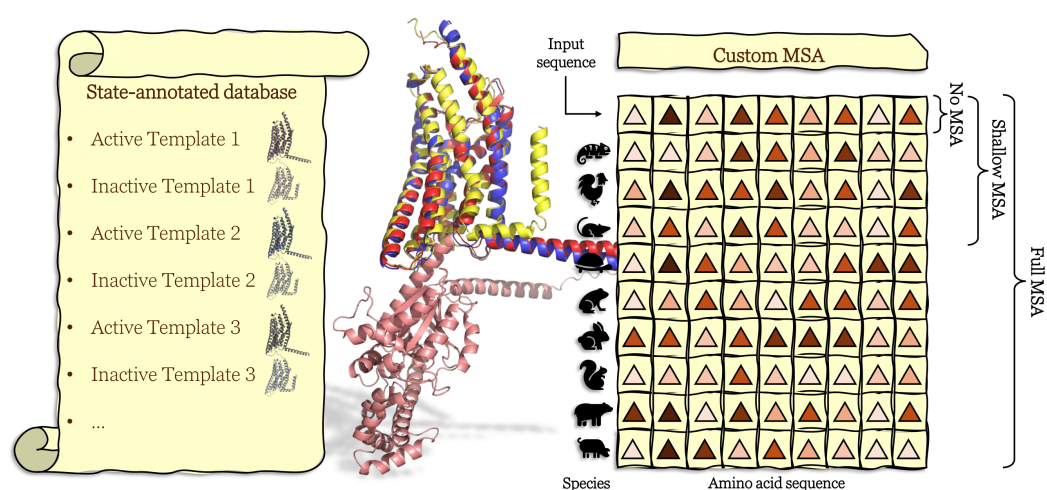 State-annotated database
• Active Template 1
• Inactive Template 1
• Active Template 2
• Inactive Template 2
• Active Template 3
• Inactive Template 3
• ...
Input
sequence
Custom MSA
No MSA
Shallow MSA
Full MSA
Species
Amino acid sequence